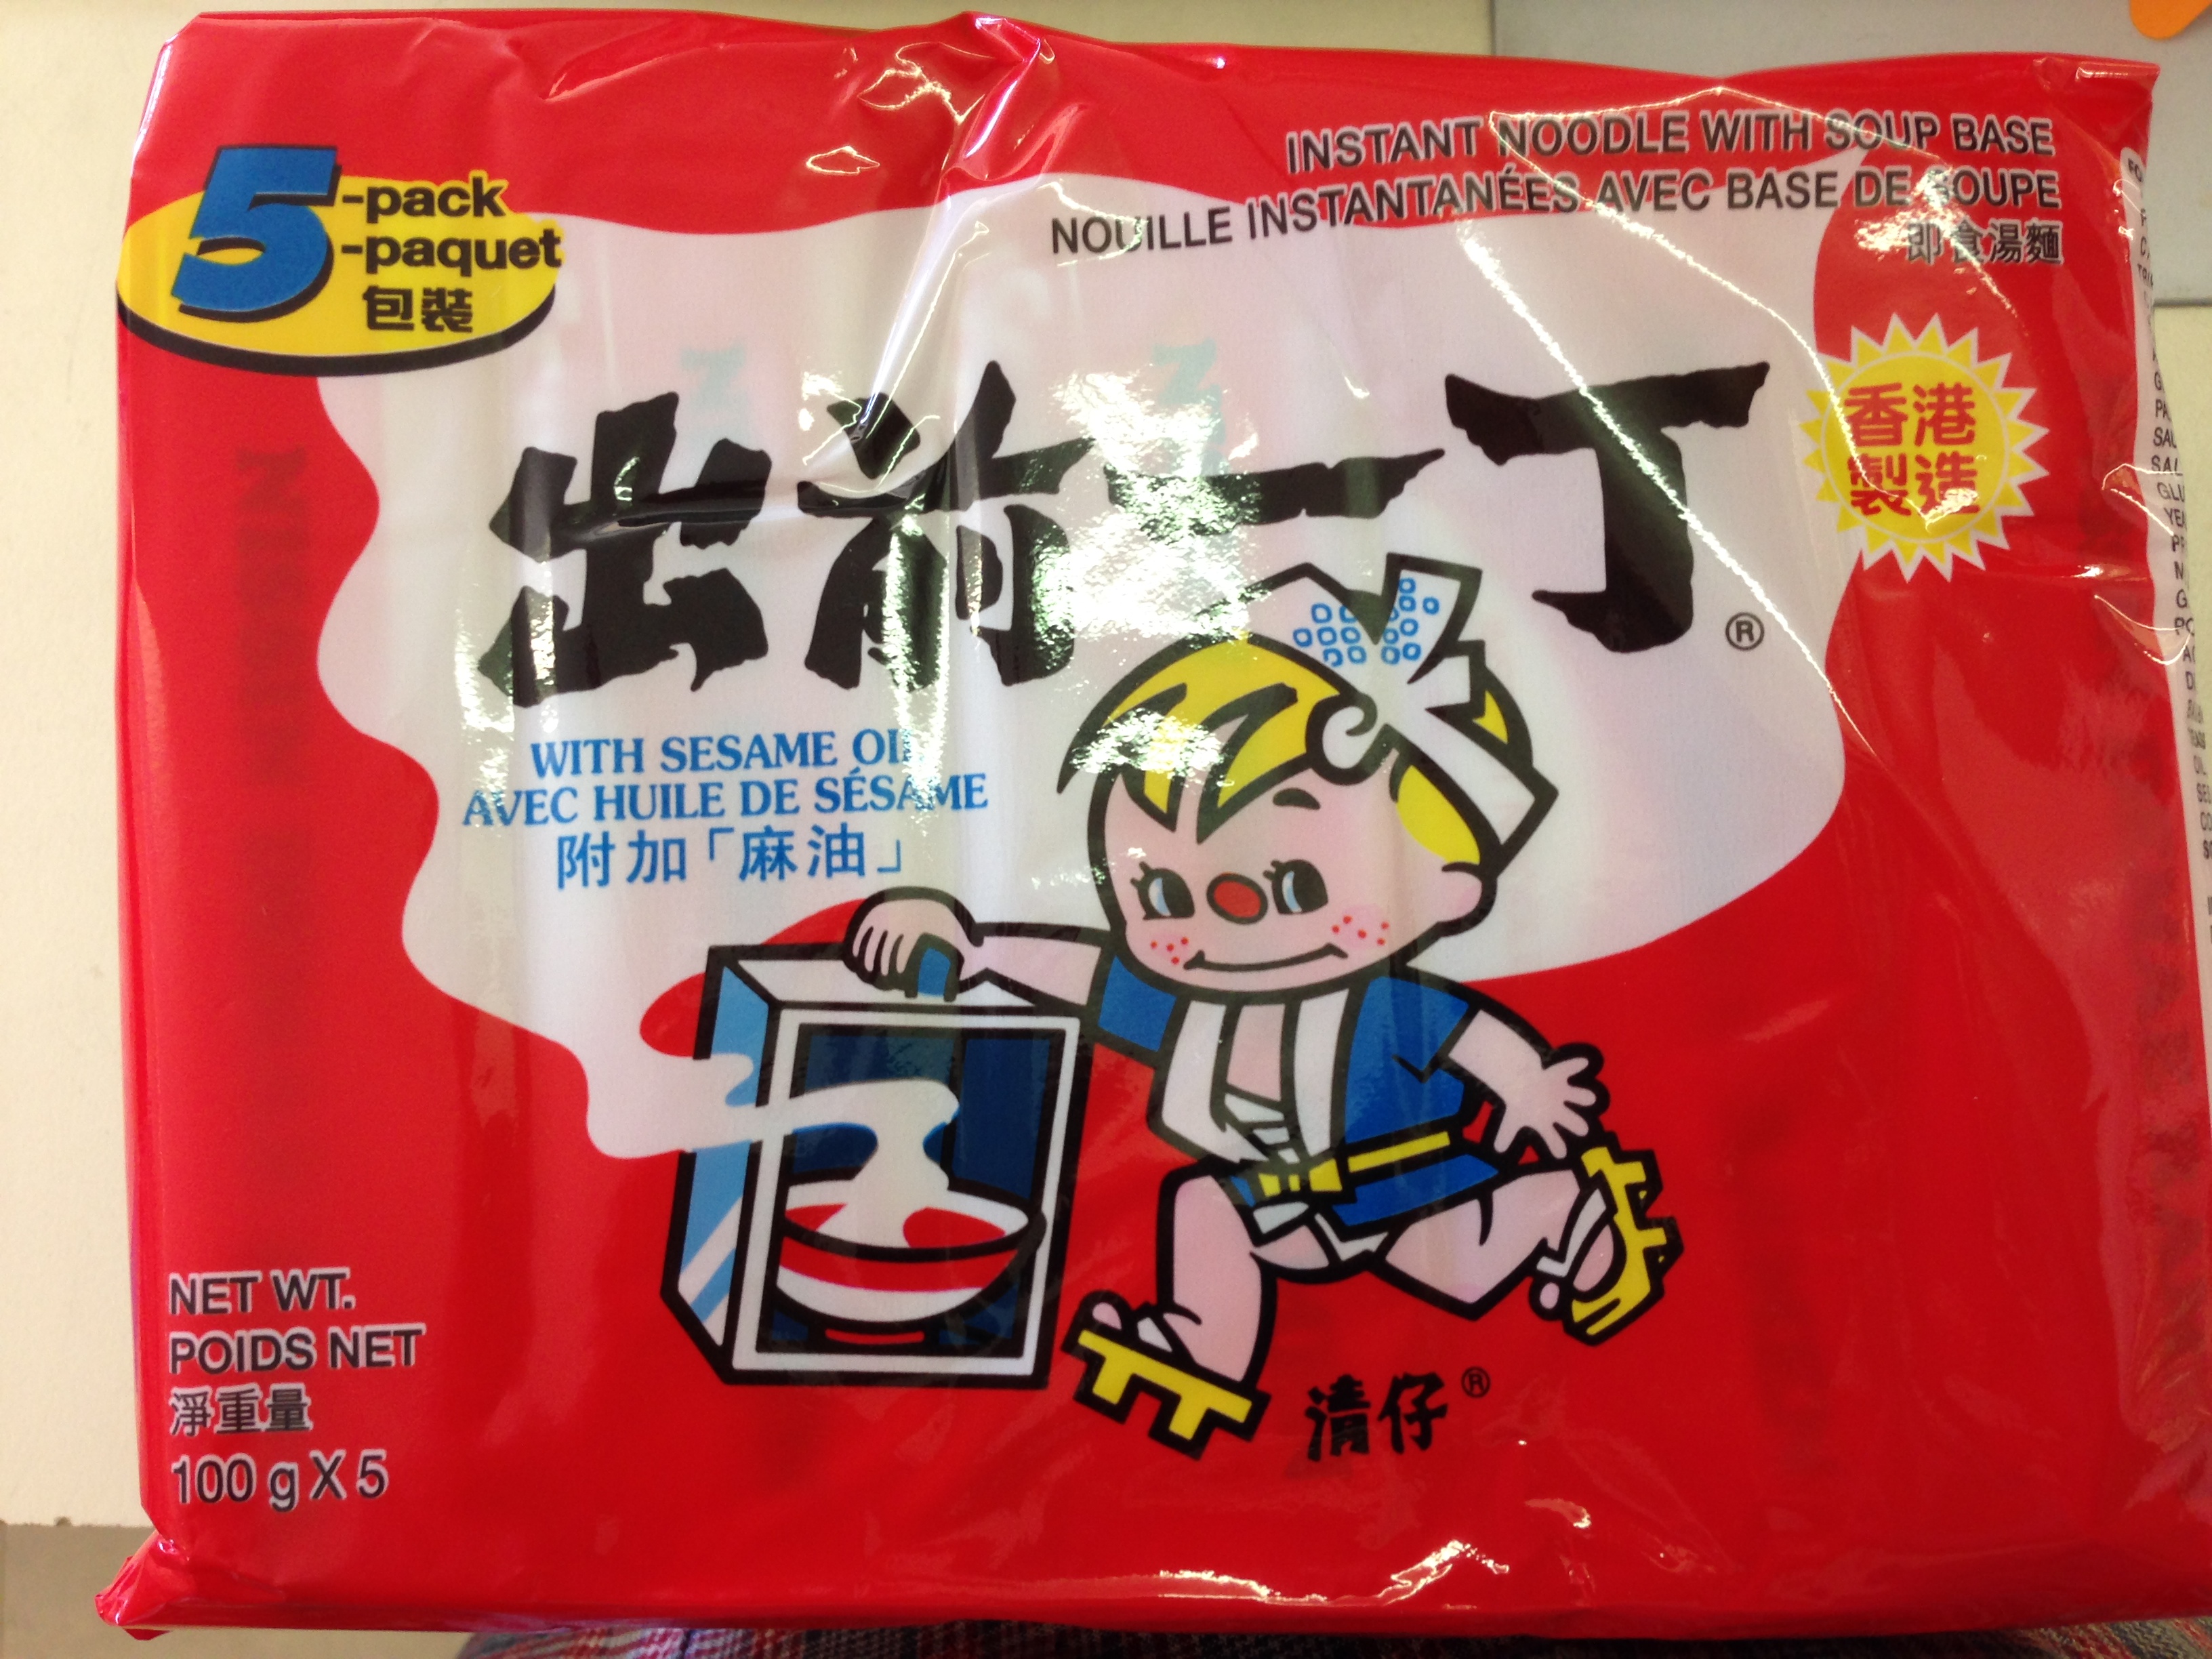 5-pack
-paquet
包裝
INSTANT NOODLE WITH SOUP BASE
NOUILLE INSTANTANÉES AVEC BASE DE SOUPE
即食湯麵
出前一丁®
香港
製造
WITH SESAME OIL
AVEC HUILE DE SÉSAME
附加「麻油」
清仔®
NET WT.
POIDS NET
淨重量
100 g X 5